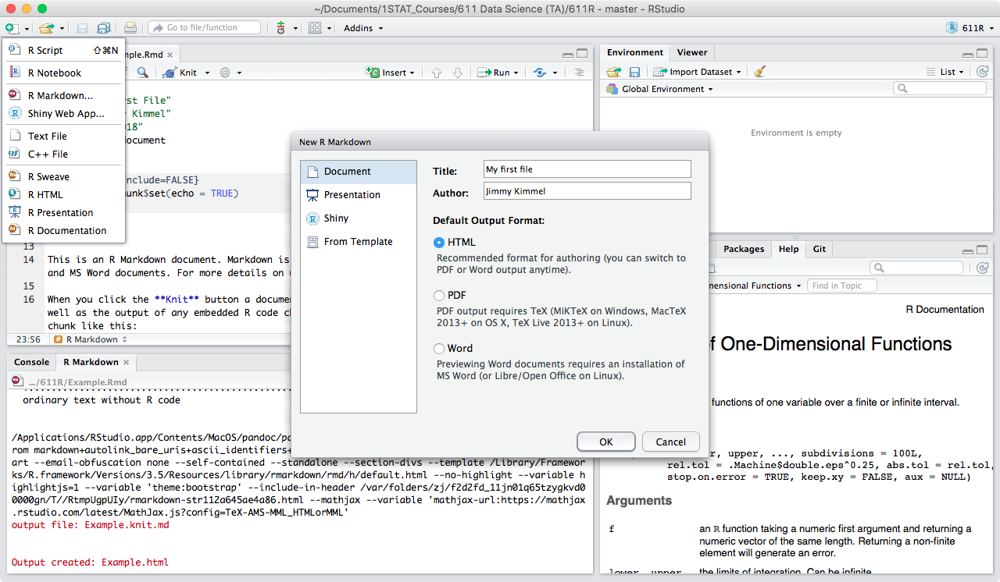 ~/Documents/1STAT_Courses/611 Data Science (TA)/611R - master - RStudio
Go to file/function
Addins
611R
R Script ⇧⌘N
R Notebook
R Markdown...
Shiny Web App...
Text File
C++ File
R Sweave
R HTML
R Presentation
R Documentation
mple.Rmd
Knit
Insert
Run
st File"
y Kimmel"
18"
ocument
nclude=FALSE}
hunk$set(echo = TRUE)
13
14 This is an R Markdown document. Markdown is
and MS Word documents. For more details on
15
16 When you click the **Knit** button a document
well as the output of any embedded R code
chunk like this:
23:56 R Markdown
Console R Markdown
.../611R/Example.Rmd
ordinary text without R code
/Applications/RStudio.app/Contents/MacOS/pandoc/
rom markdown+autolink_bare_uris+ascii_identifiers+
art --email-obfuscation none --self-contained --standalone --section-divs --template /Library/Framewor
ks/R.framework/Versions/3.5/Resources/library/rmarkdown/rmd/h/default.html --no-highlight --variable h
ighlightjs=1 --variable 'theme:bootstrap' --include-in-header /var/folders/zj/f2d2fd_11jn01q65tzygkvd0
0000gn/T//RtmpUgpUIy/rmarkdown-str112a645ae4a86.html --mathjax --variable 'mathjax-url:https://mathjax
.rstudio.com/latest/MathJax.js?config=TeX-AMS-MML_HTMLorMML'
output file: Example.knit.md
Output created: Example.html
New R Markdown
Document
Presentation
Shiny
From Template
Title: My first file
Author: Jimmy Kimmel
Default Output Format:
HTML
Recommended format for authoring (you can switch to
PDF or Word output anytime).
PDF
PDF output requires TeX (MiKTeX on Windows, MacTeX
2013+ on OS X, TeX Live 2013+ on Linux).
Word
Previewing Word documents requires an installation of
MS Word (or Libre/Open Office on Linux).
OK Cancel
Environment Viewer
Import Dataset
List
Global Environment
Environment is empty
Packages Help Git
nensional Functions
Find in Topic
R Documentation
of One-Dimensional Functions
functions of one variable over a finite or infinite interval.
r, upper, ..., subdivisions = 100L,
rel.tol = .Machine$double.eps^0.25, abs.tol = rel.tol,
stop.on.error = TRUE, keep.xy = FALSE, aux = NULL)
Arguments
f an R function taking a numeric first argument and returning a
numeric vector of the same length. Returning a non-finite
element will generate an error.
lower, upper the limits of integration. Can be infinite.